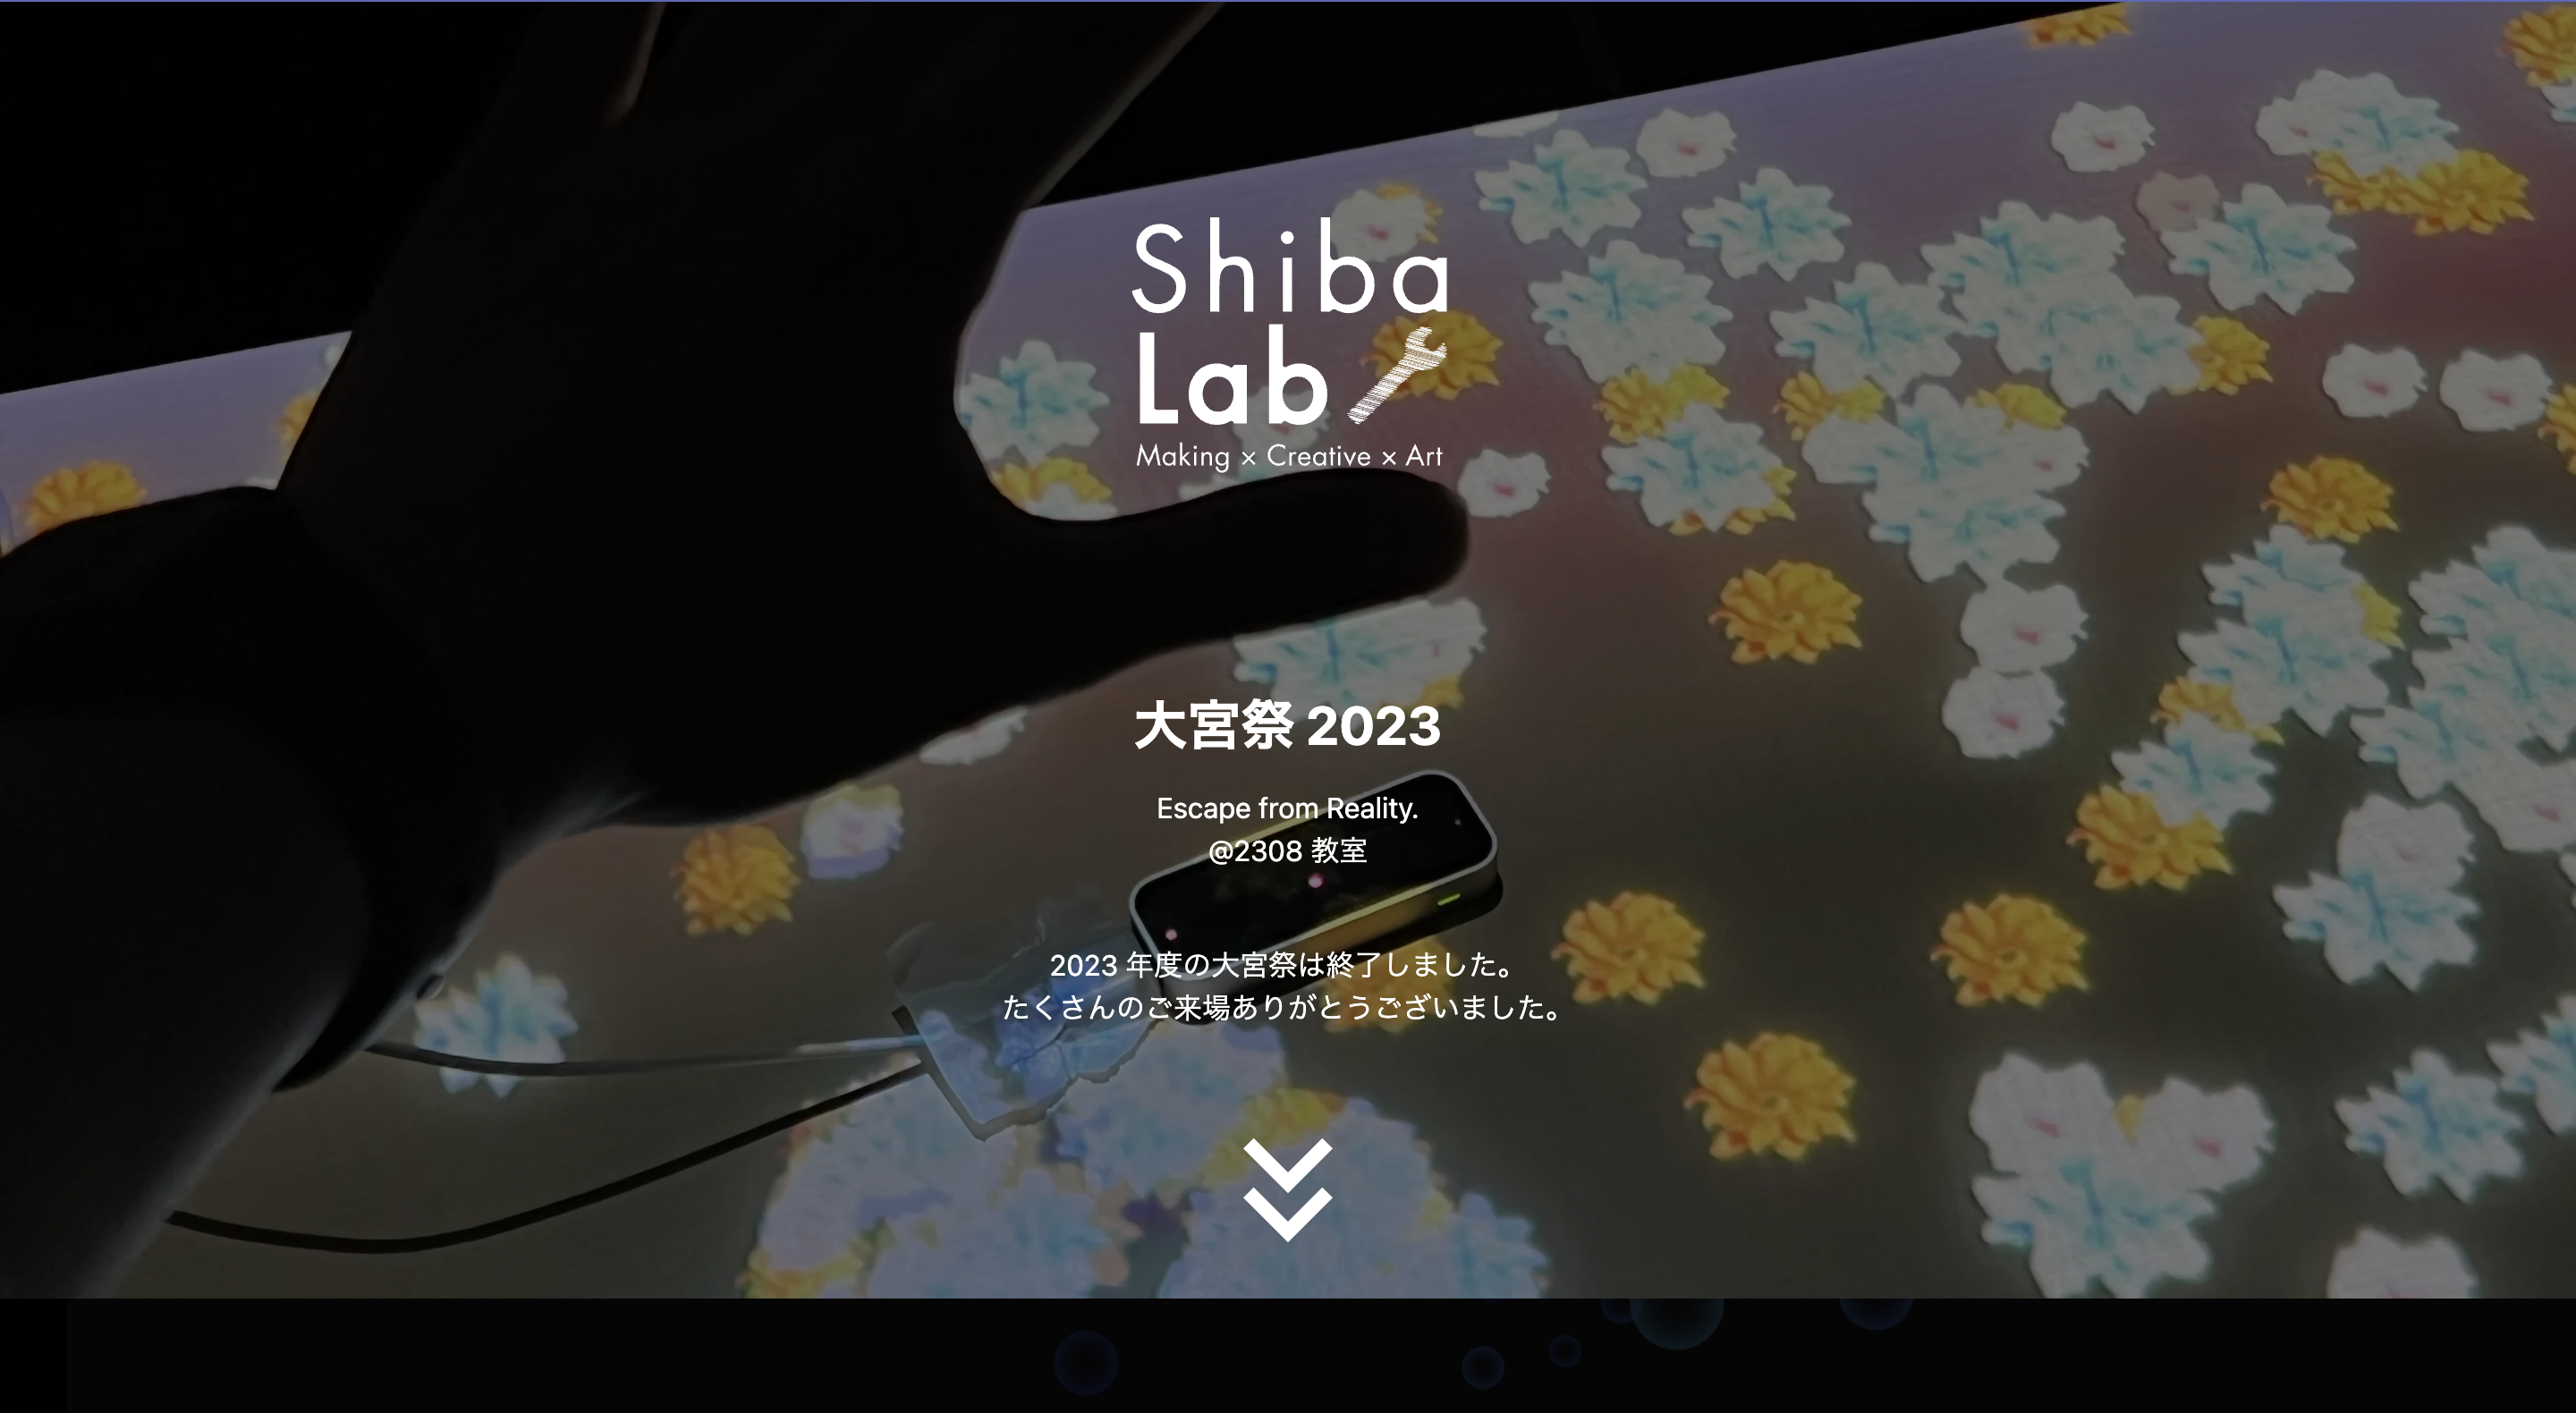 Shiba
Lab
Making × Creative × Art
大宮祭 2023
Escape from Reality.
@2308 教室
2023 年度の大宮祭は終了しました。
たくさんのご来場ありがとうございました。